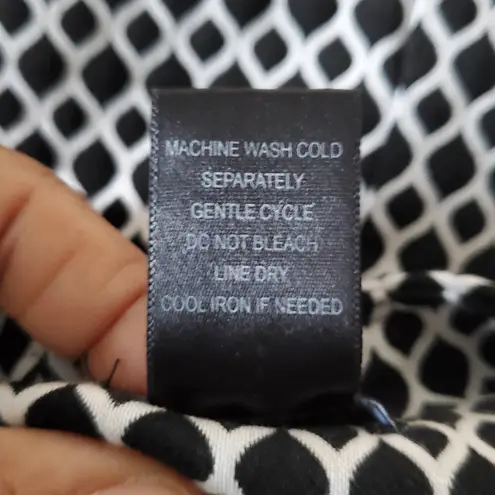 MACHINE WASH COLD
SEPARATELY
GENTLE CYCLE
DO NOT BLEACH
LINE DRY
COOL IRON IF NEEDED